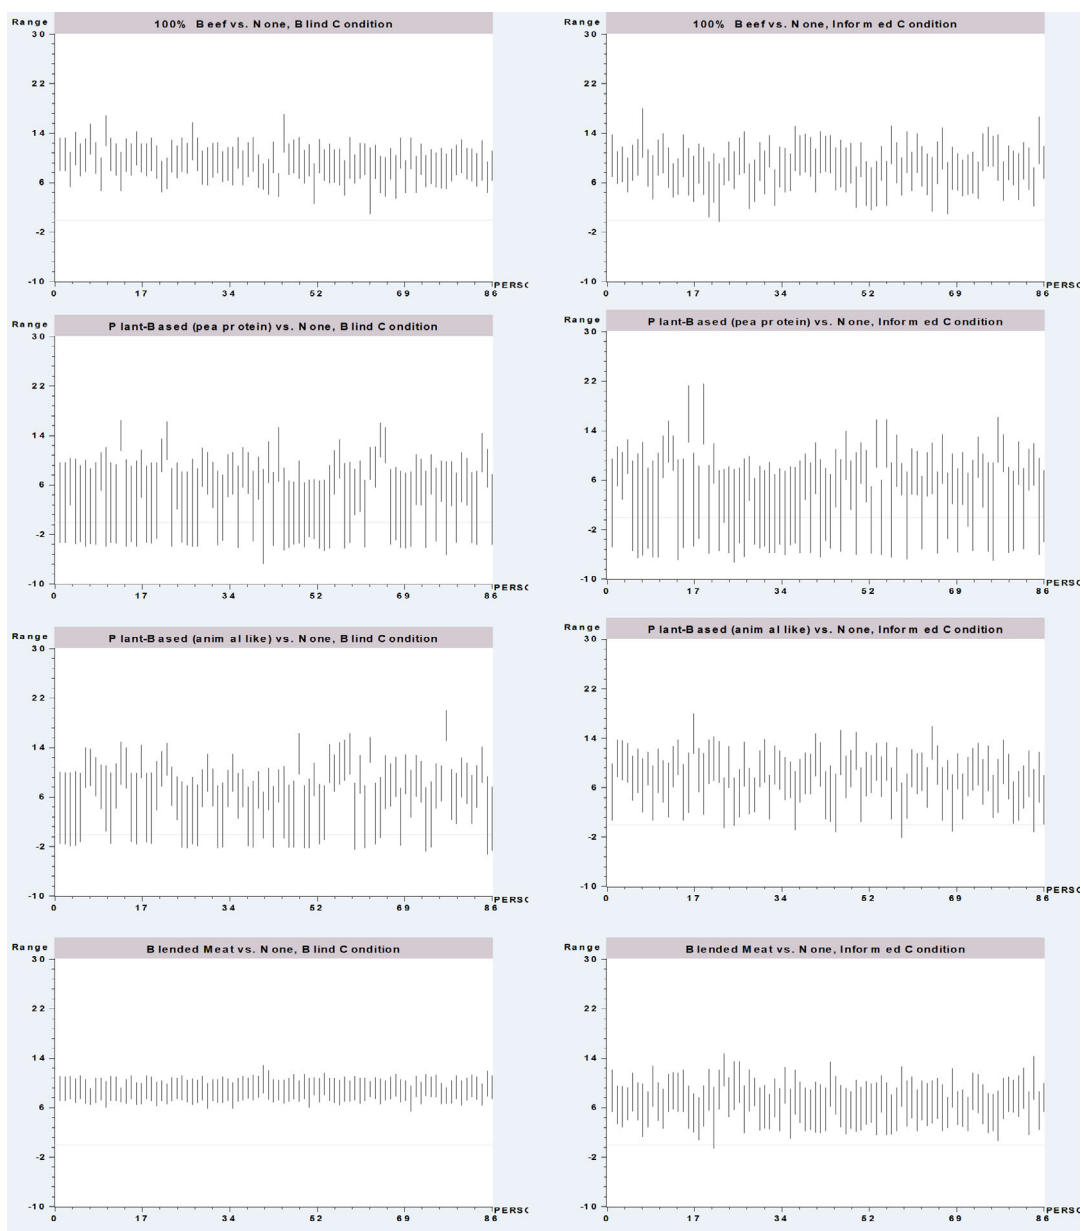 100% Beef vs. None, Blind Condition
Range
30
22
14
6
-2
-10
0 17 34 52 69 86
PERSO
100% Beef vs. None, Informed Condition
Range
30
22
14
6
-2
-10
0 17 34 52 69 86
PERSO
Plant-Based (pea protein) vs. None, Blind Condition
Range
30
22
14
6
-2
-10
0 17 34 52 69 86
PERSO
Plant-Based (pea protein) vs. None, Informed Condition
Range
30
22
14
6
-2
-10
0 17 34 52 69 86
PERSO
Plant-Based (animal like) vs. None, Blind Condition
Range
30
22
14
6
-2
-10
0 17 34 52 69 86
PERSO
Plant-Based (animal like) vs. None, Informed Condition
Range
30
22
14
6
-2
-10
0 17 34 52 69 86
PERSO
Blended Meat vs. None, Blind Condition
Range
30
22
14
6
-2
-10
0 17 34 52 69 86
PERSO
Blended Meat vs. None, Informed Condition
Range
30
22
14
6
-2
-10
0 17 34 52 69 86
PERSO